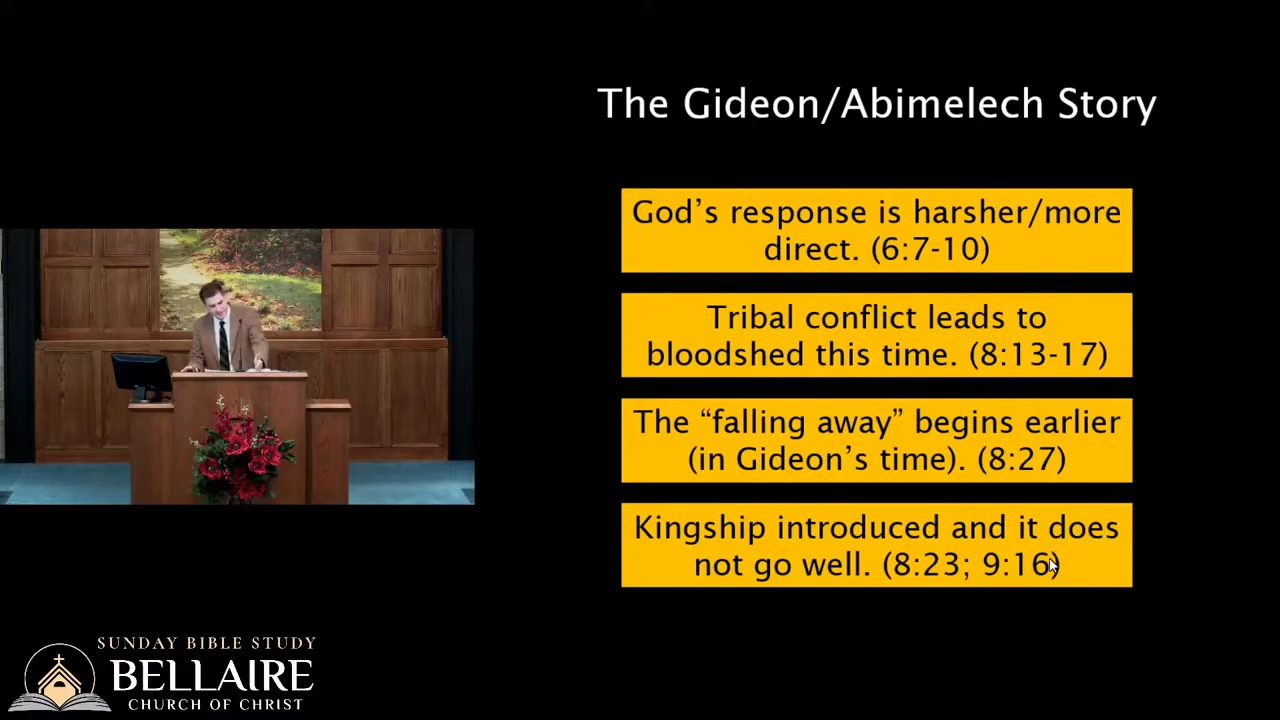 The Gideon/Abimelech Story
God's response is harsher/more
direct. (6:7-10)
Tribal conflict leads to
bloodshed this time. (8:13-17)
The “falling away” begins earlier
(in Gideon's time). (8:27)
Kingship introduced and it does
not go well. (8:23; 9:16)
SUNDAY BIBLE STUDY
BELLAIRE
CHURCH OF CHRIST